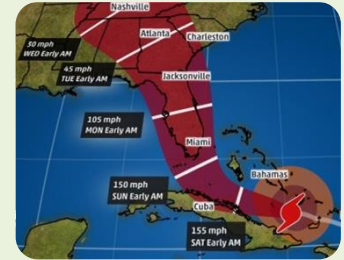 Nashville
30 mph
WED Early AM
Atlanta
Charleston
45 mph
TUE Early AM
Jacksonville
105 mph
MON Early AM
Miami
150 mph
SUN Early AM
Bahamas
Cuba
155 mph
SAT Early AM